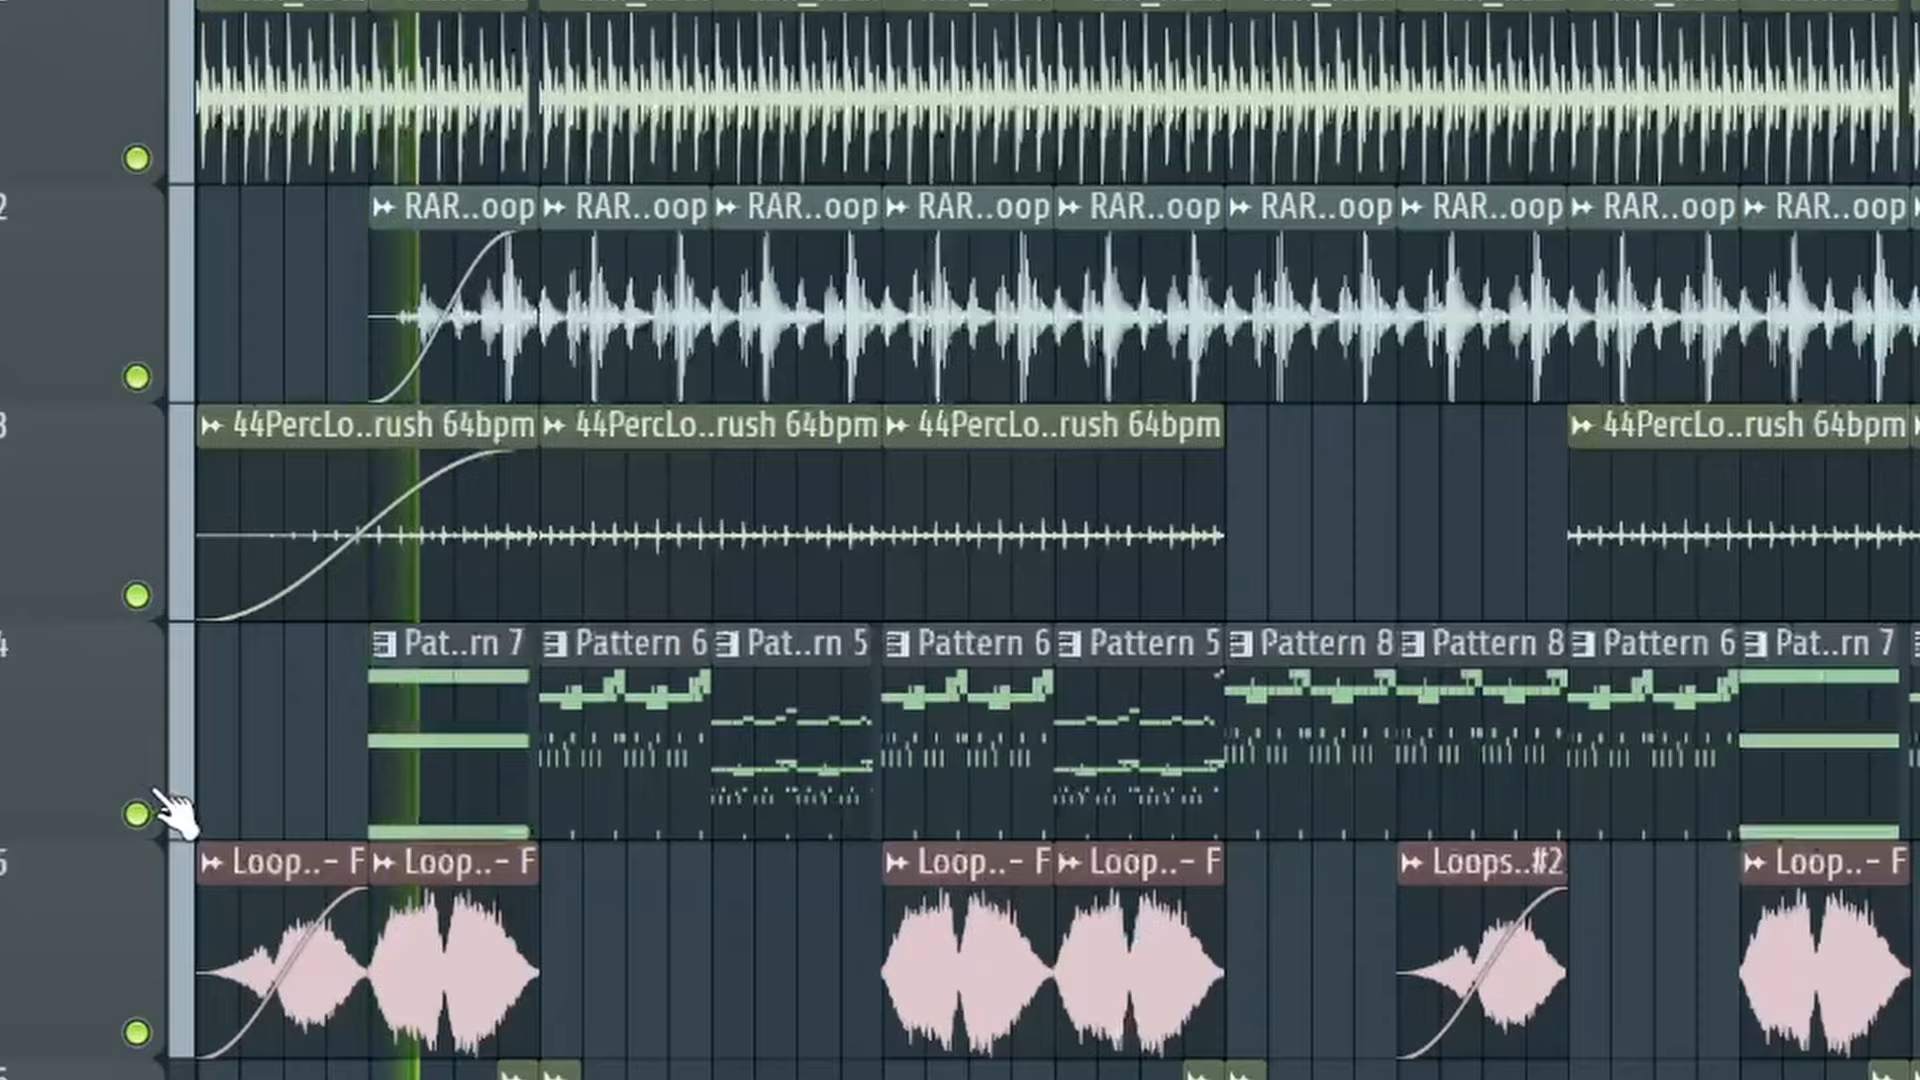 2
RAR..oop RAR..oop RAR..oop RAR..oop RAR..oop RAR..oop RAR..oop RAR..oop RAR..oop
3
44PercLo..rush 64bpm 44PercLo..rush 64bpm 44PercLo..rush 64bpm 44PercLo..rush 64bpm
4
Pat..rn 7 Pattern 6 Pat..rn 5 Pattern 6 Pattern 5 Pattern 8 Pattern 8 Pattern 6 Pat..rn 7
5
Loop..- F Loop..- F Loop..- F Loop..- F Loops..#2 Loop..- F